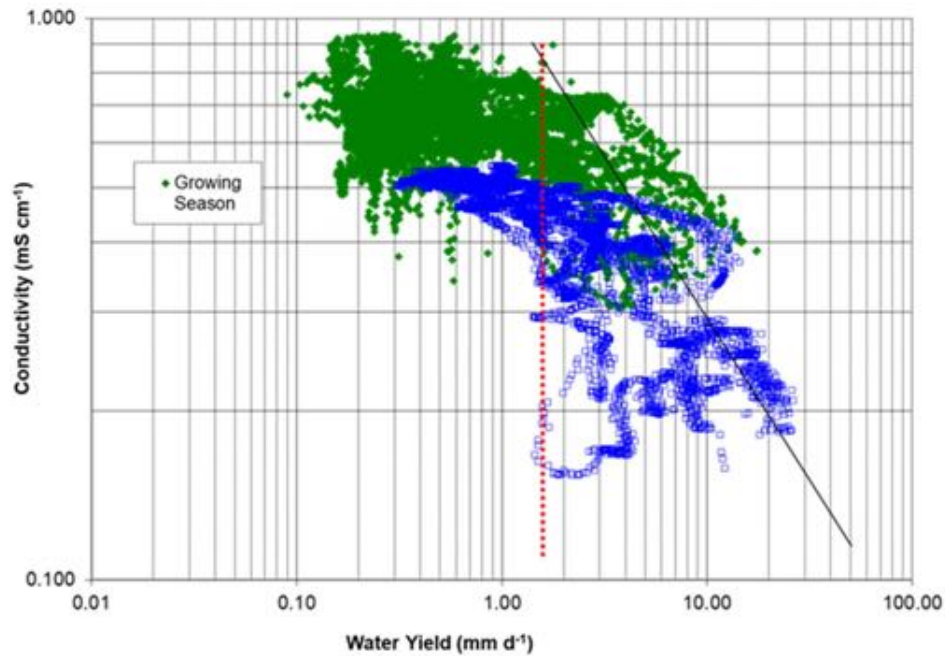 1.000
Growing
Season
Conductivity (mS cm⁻¹)
0.100
0.01 0.10 1.00 10.00 100.00
Water Yield (mm d⁻¹)